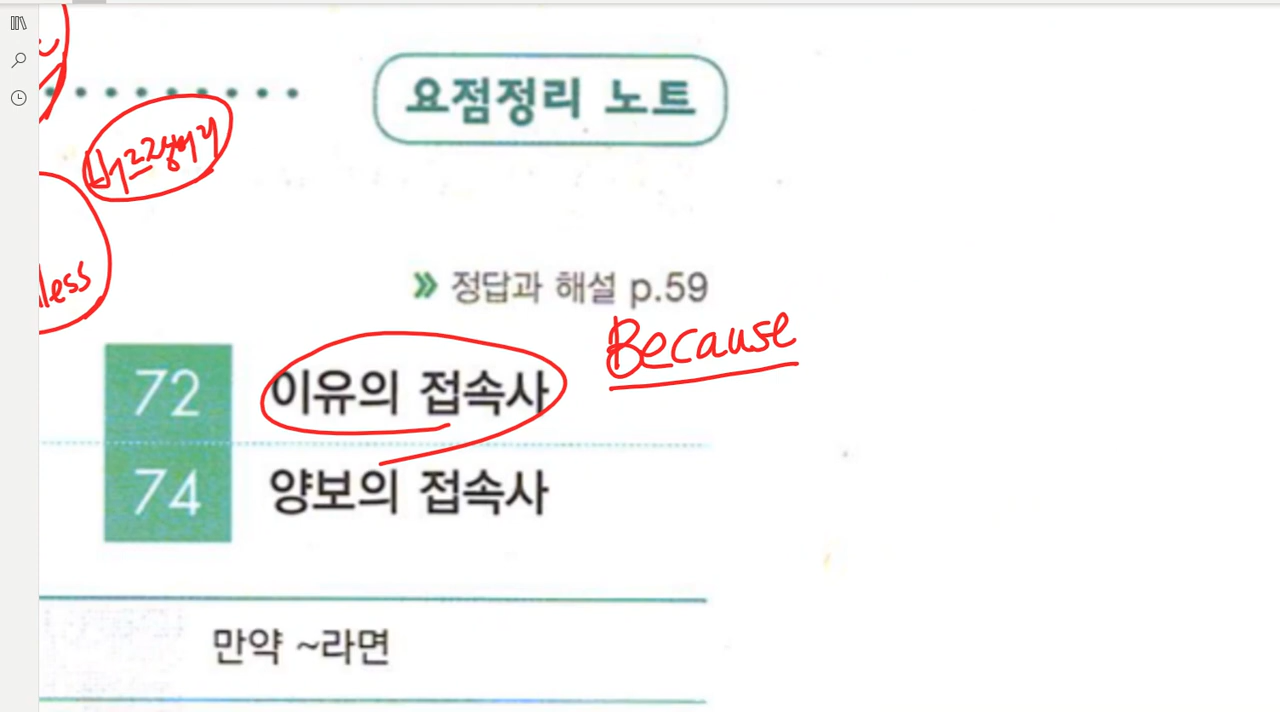 요점정리 노트
less
정답과 해설 p.59
Because
72 이유의 접속사
74 양보의 접속사
만약 ~라면